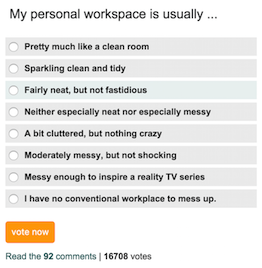 My personal workspace is usually ...
Pretty much like a clean room
Sparkling clean and tidy
Fairly neat, but not fastidious
Neither especially neat nor especially messy
A bit cluttered, but nothing crazy
Moderately messy, but not shocking
Messy enough to inspire a reality TV series
I have no conventional workplace to mess up.
vote now
Read the 92 comments | 16708 votes